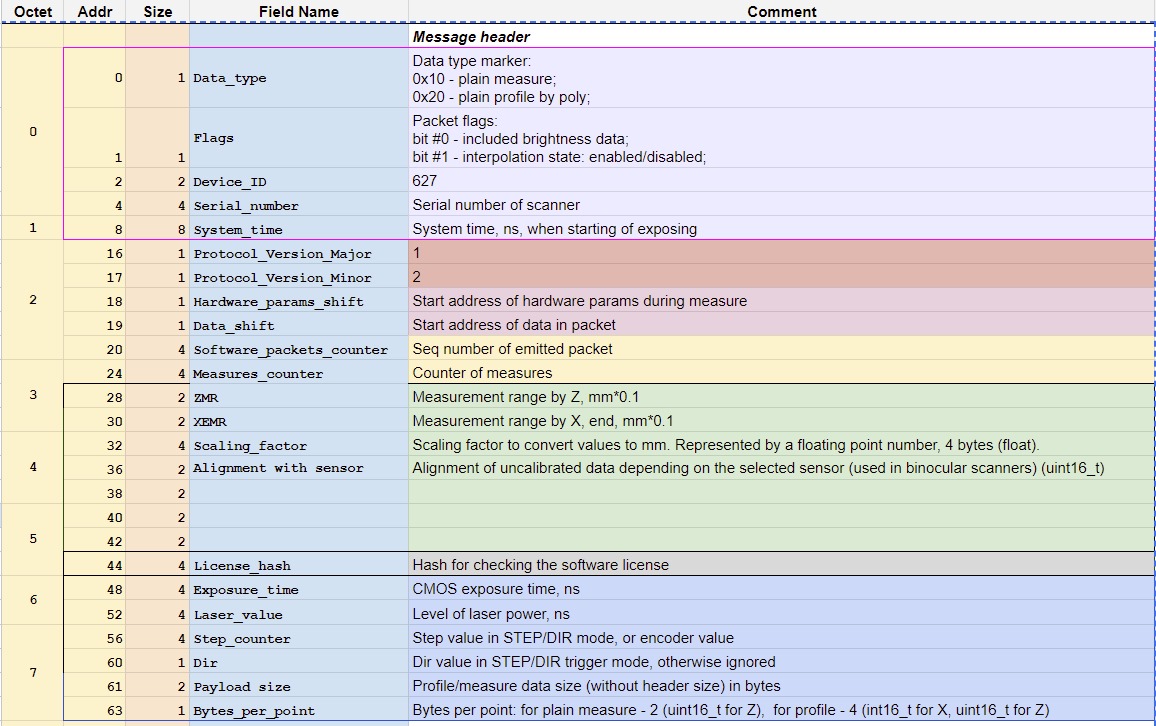 Octet Addr Size Field Name Comment
Message header
0
0 1 Data_type Data type marker:
0x10 - plain measure;
0x20 - plain profile by poly;
1 1 Flags Packet flags:
bit #0 - included brightness data;
bit #1 - interpolation state: enabled/disabled;
2 2 Device_ID 627
4 4 Serial_number Serial number of scanner
1
8 8 System_time System time, ns, when starting of exposing
16 1 Protocol_Version_Major 1
17 1 Protocol_Version_Minor 2
2
18 1 Hardware_params_shift Start address of hardware params during measure
19 1 Data_shift Start address of data in packet
20 4 Software_packets_counter Seq number of emitted packet
24 4 Measures_counter Counter of measures
3
28 2 ZMR Measurement range by Z, mm*0.1
30 2 XEMR Measurement range by X, end, mm*0.1
32 4 Scaling_factor Scaling factor to convert values to mm. Represented by a floating point number, 4 bytes (float).
4
36 2 Alignment with sensor Alignment of uncalibrated data depending on the selected sensor (used in binocular scanners) (uint16_t)
38 2
40 2
5
42 2
44 4 License_hash Hash for checking the software license
6
48 4 Exposure_time CMOS exposure time, ns
52 4 Laser_value Level of laser power, ns
56 4 Step_counter Step value in STEP/DIR mode, or encoder value
7
60 1 Dir Dir value in STEP/DIR trigger mode, otherwise ignored
61 2 Payload size Profile/measure data size (without header size) in bytes
63 1 Bytes_per_point Bytes per point: for plain measure - 2 (uint16_t for Z), for profile - 4 (int16_t for X, uint16_t for Z)